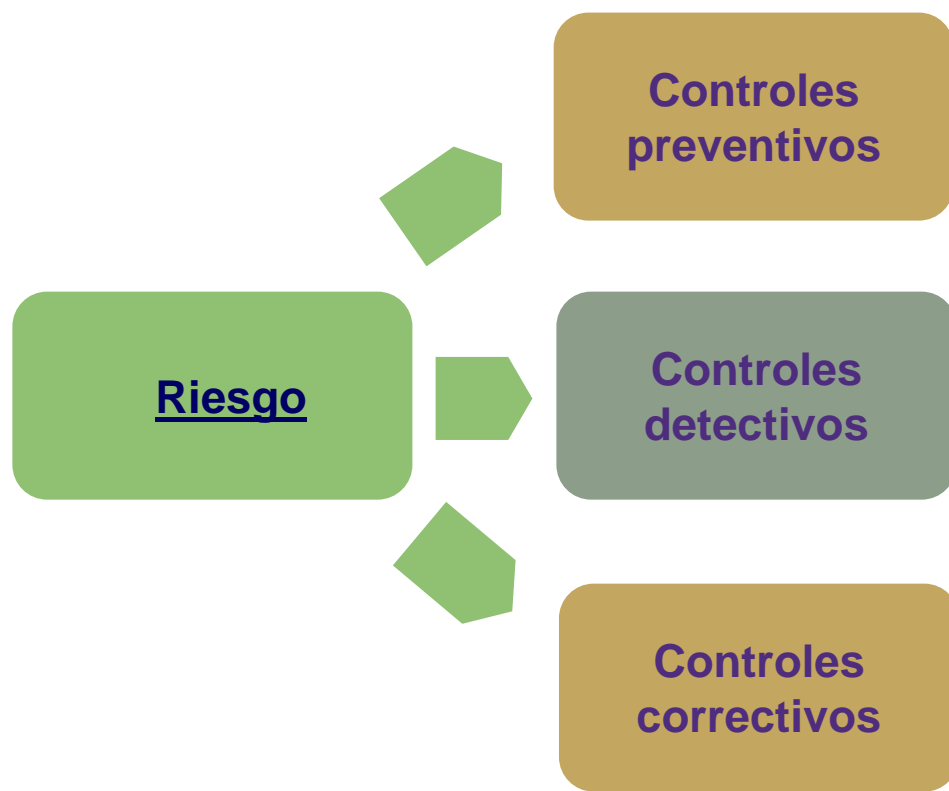 Controles
preventivos
Riesgo
Controles
detectivos
Controles
correctivos